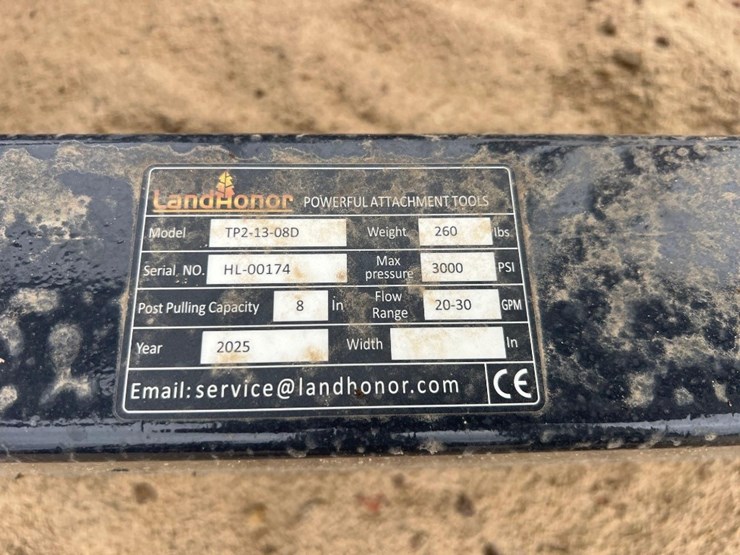 LandHonor POWERFUL ATTACHMENT TOOLS
Model TP2-13-08D Weight 260 lbs
Serial NO. HL-00174 Max pressure 3000 PSI
Post Pulling Capacity 8 in Flow Range 20-30 GPM
Year 2025 Width In
Email: service@landhonor.com CE